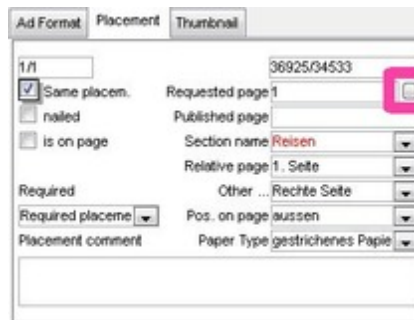 Ad Format Placement Thumbnail
1/1 36925/34533
Same placem. Requested page 1
nailed Published page
is on page Section name Reisen
Relative page 1. Seite
Required Other ... Rechte Seite
Required placeme Pos. on page aussen
Placement comment Paper Type gestrichenes Papie